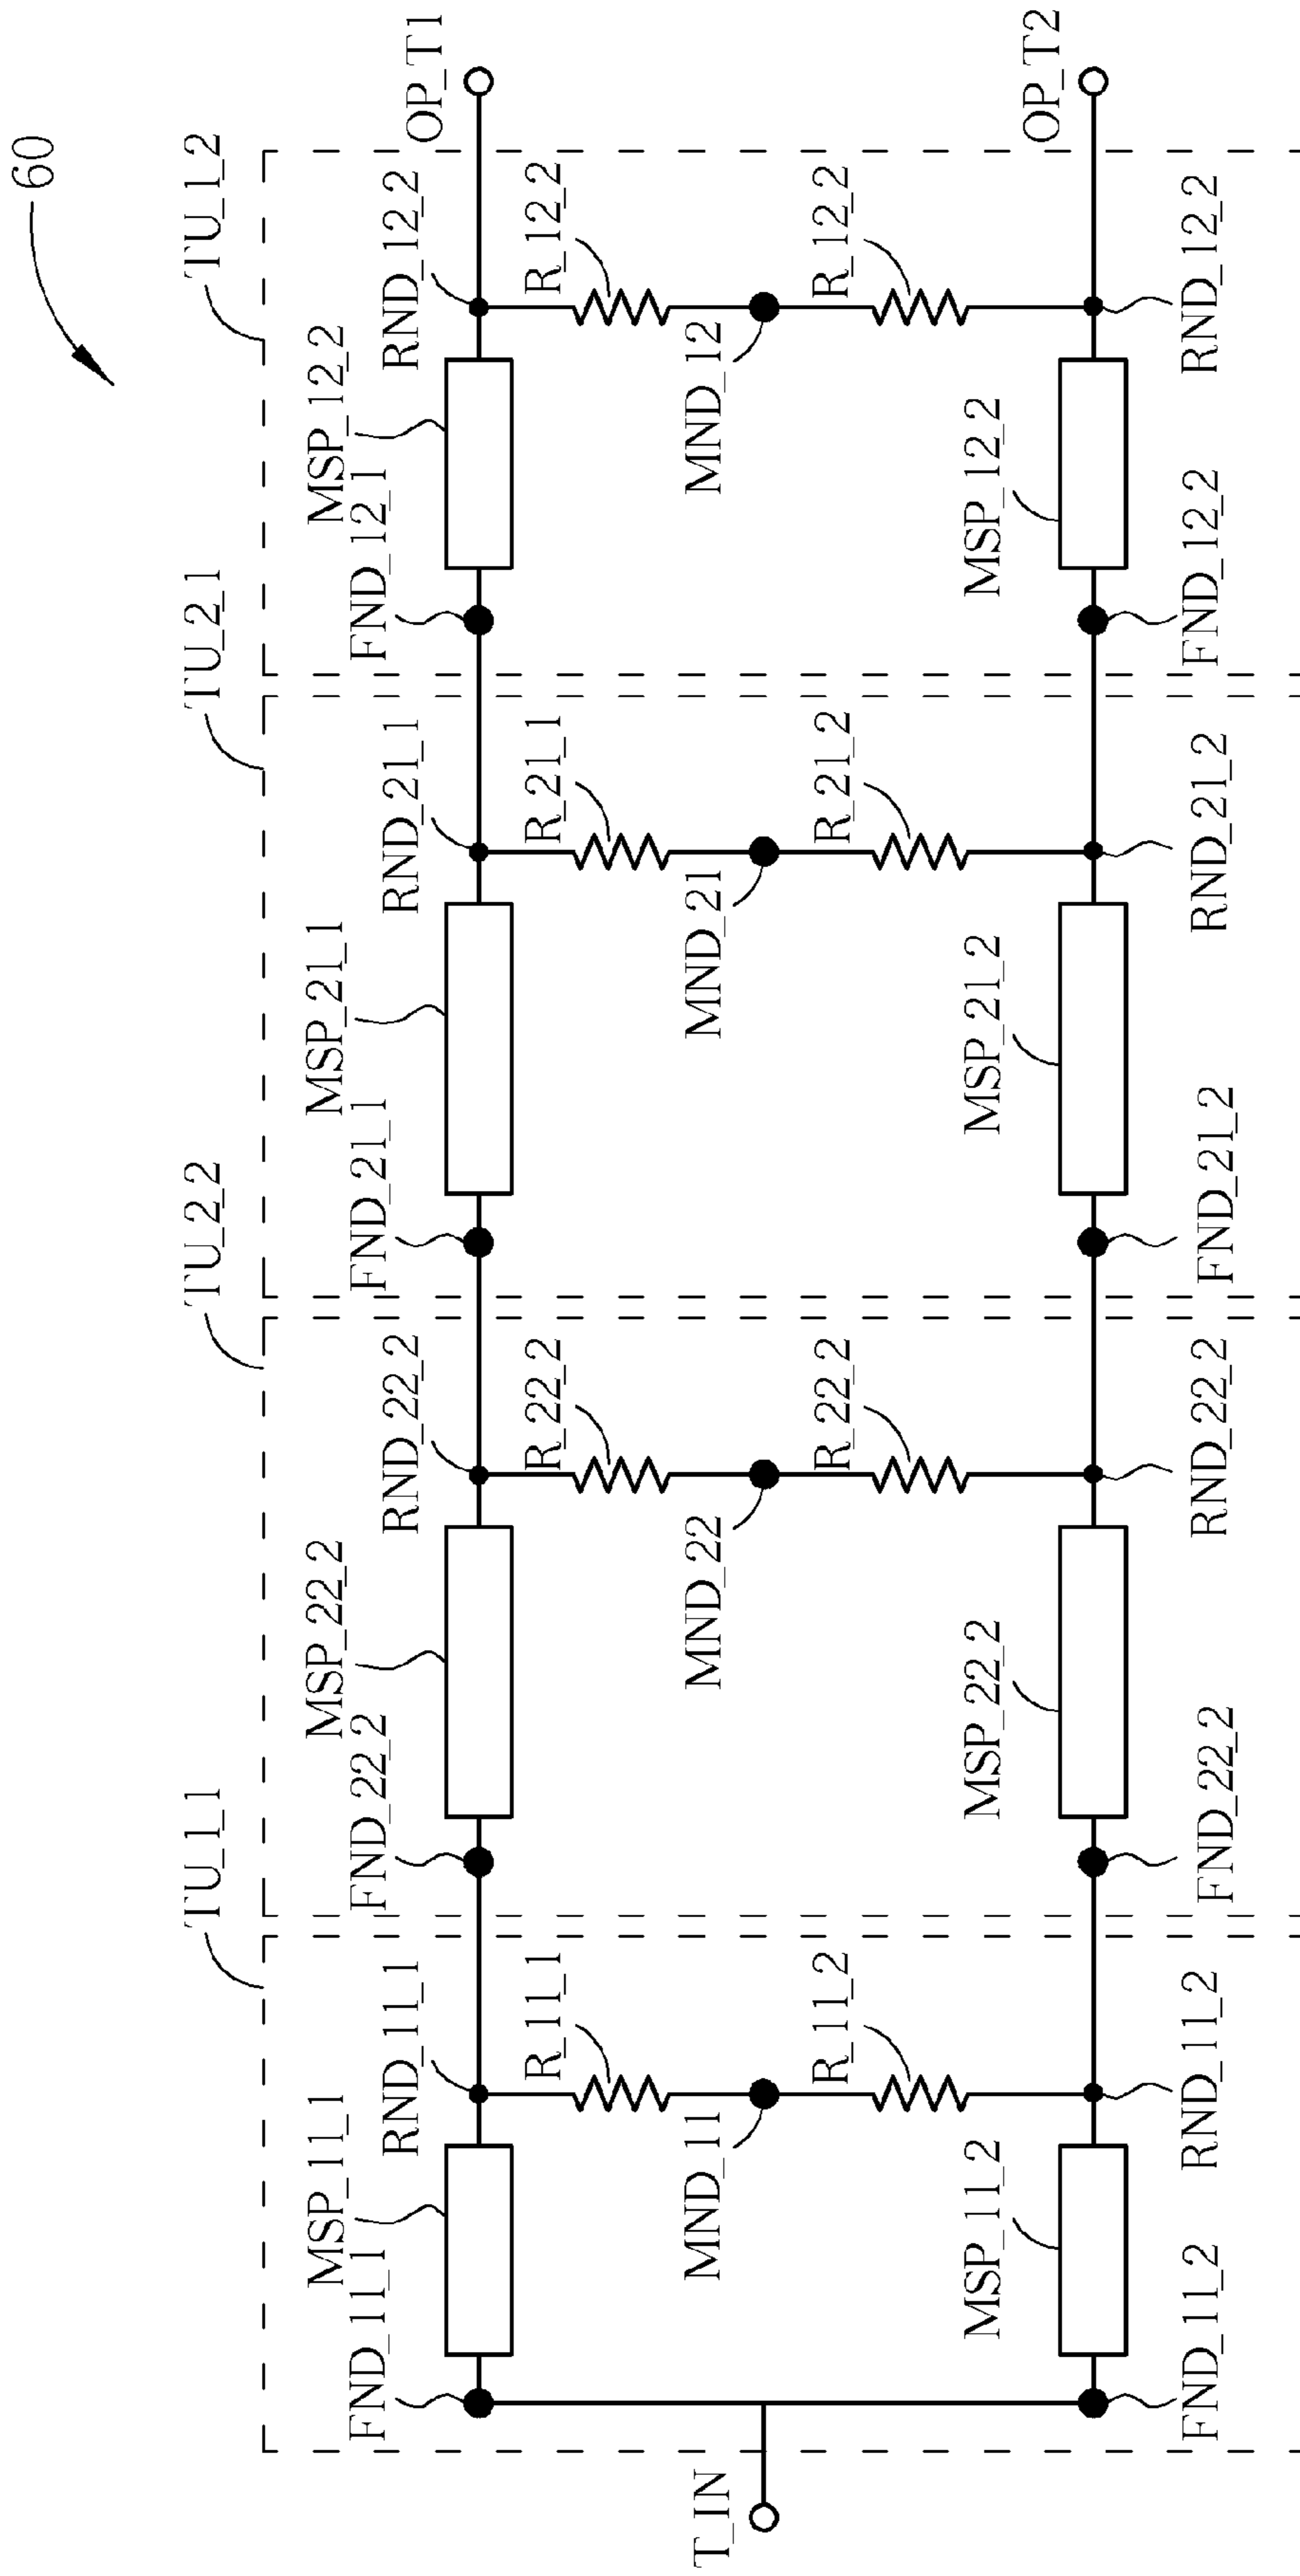 60
TU_1_1
TU_2_2
TU_2_1
TU_1_2
MSP_11_1
MSP_22_2
MSP_21_1
MSP_12_2
FND_11_1
RND_11_1
FND_22_2
RND_22_2
FND_21_1
RND_21_1
FND_12_1
RND_12_2
OP_T1
R_11_1
R_22_2
R_21_1
R_12_2
T_IN
MND_11
MND_22
MND_21
MND_12
R_11_2
R_22_2
R_21_2
R_12_2
MSP_11_2
MSP_22_2
MSP_21_2
MSP_12_2
OP_T2
FND_11_2
RND_11_2
FND_22_2
RND_22_2
FND_21_2
RND_21_2
FND_12_2
RND_12_2